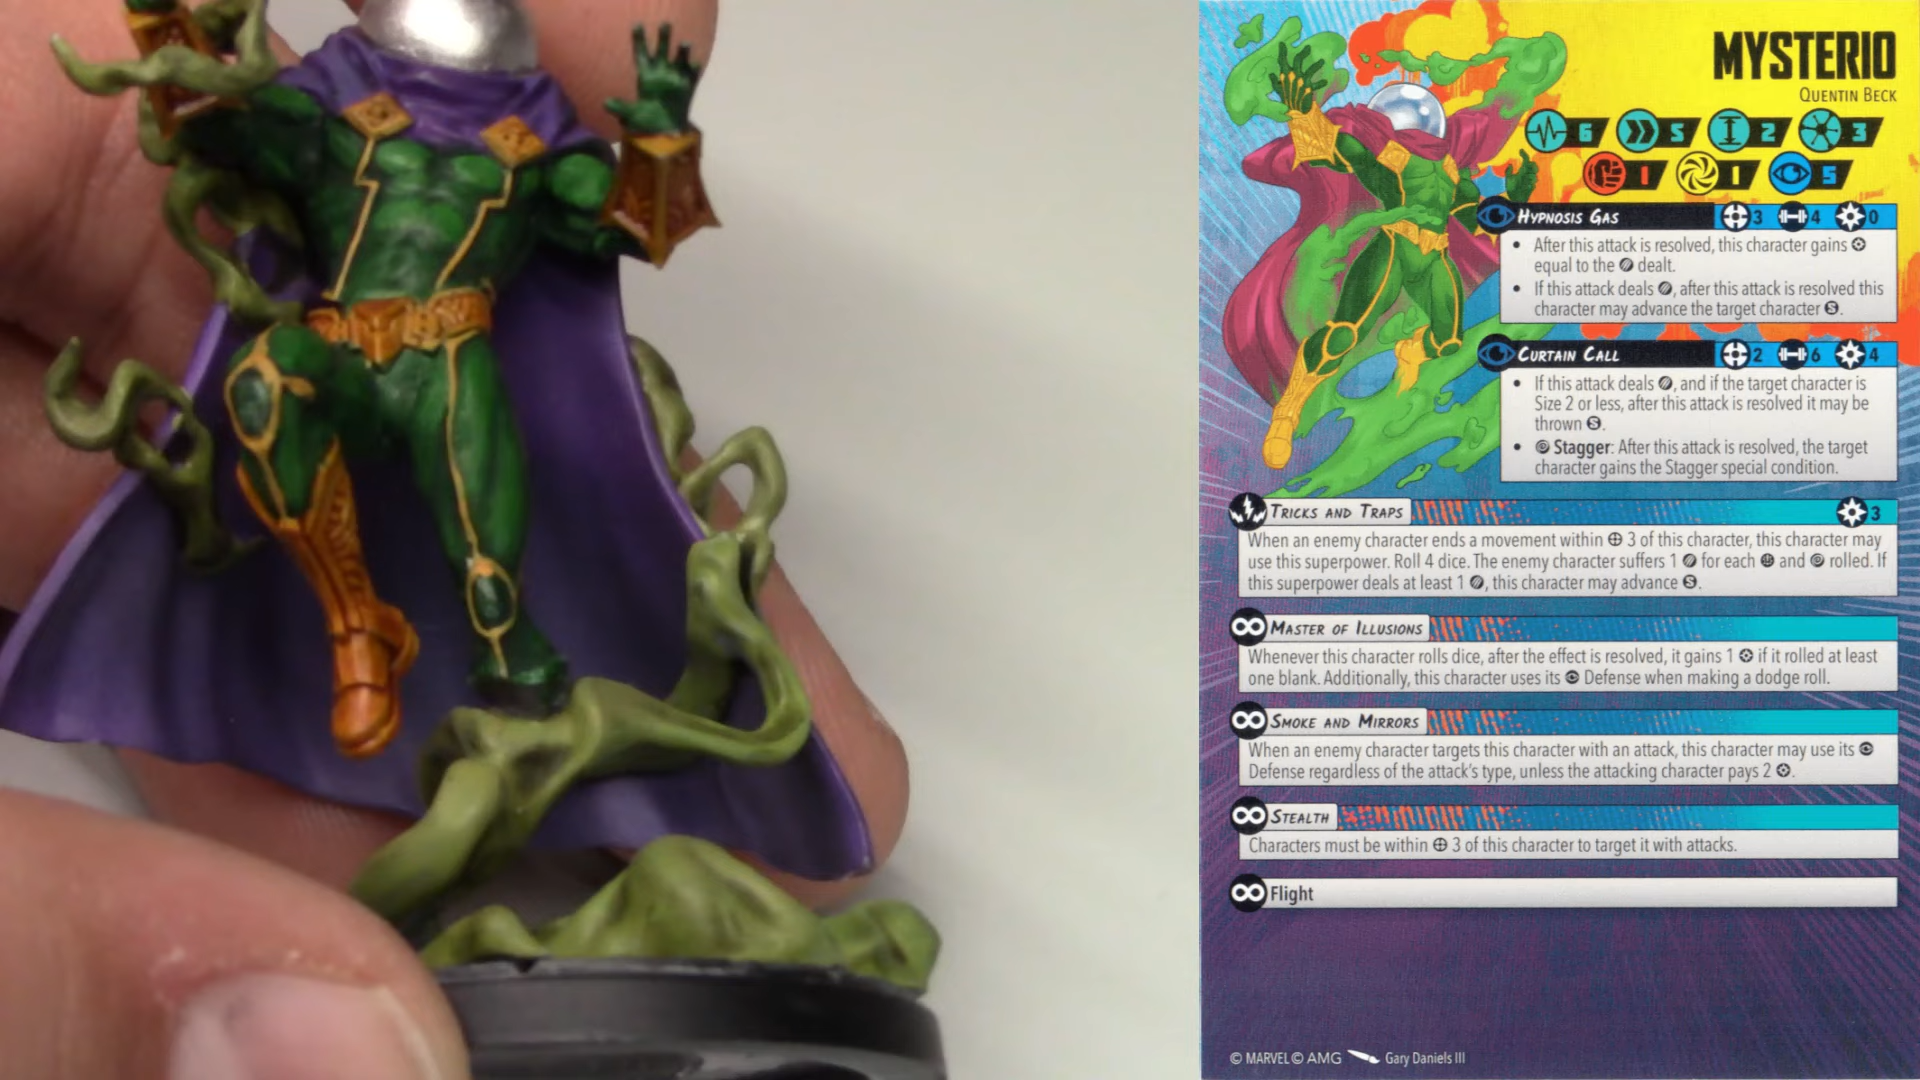 MYSTERIO
QUENTIN BECK
6 5 2 3
1 1 5
HYPNOSIS GAS 3 4 0
• After this attack is resolved, this character gains
equal to the dealt.
• If this attack deals , after this attack is resolved this
character may advance the target character S.
CURTAIN CALL 2 6 4
• If this attack deals , and if the target character is
Size 2 or less, after this attack is resolved it may be
thrown S.
• Stagger: After this attack is resolved, the target
character gains the Stagger special condition.
TRICKS AND TRAPS 3
When an enemy character ends a movement within 3 of this character, this character may
use this superpower. Roll 4 dice. The enemy character suffers 1 for each and rolled. If
this superpower deals at least 1 , this character may advance S.
MASTER OF ILLUSIONS
Whenever this character rolls dice, after the effect is resolved, it gains 1 if it rolled at least
one blank. Additionally, this character uses its Defense when making a dodge roll.
SMOKE AND MIRRORS
When an enemy character targets this character with an attack, this character may use its
Defense regardless of the attack's type, unless the attacking character pays 2 .
STEALTH
Characters must be within 3 of this character to target it with attacks.
Flight
© MARVEL © AMG Gary Daniels III